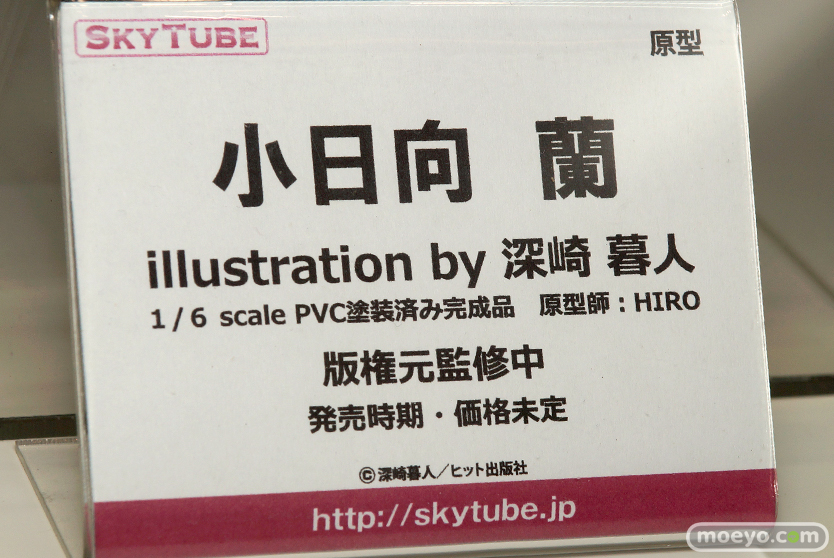 SKYTUBE
原型
小日向 蘭
illustration by 深崎 暮人
1/6 scale PVC塗装済み完成品 原型師:HIRO
版権元監修中
発売時期・価格未定
©深崎暮人/ヒット出版社
http://skytube.jp
moeyo.com